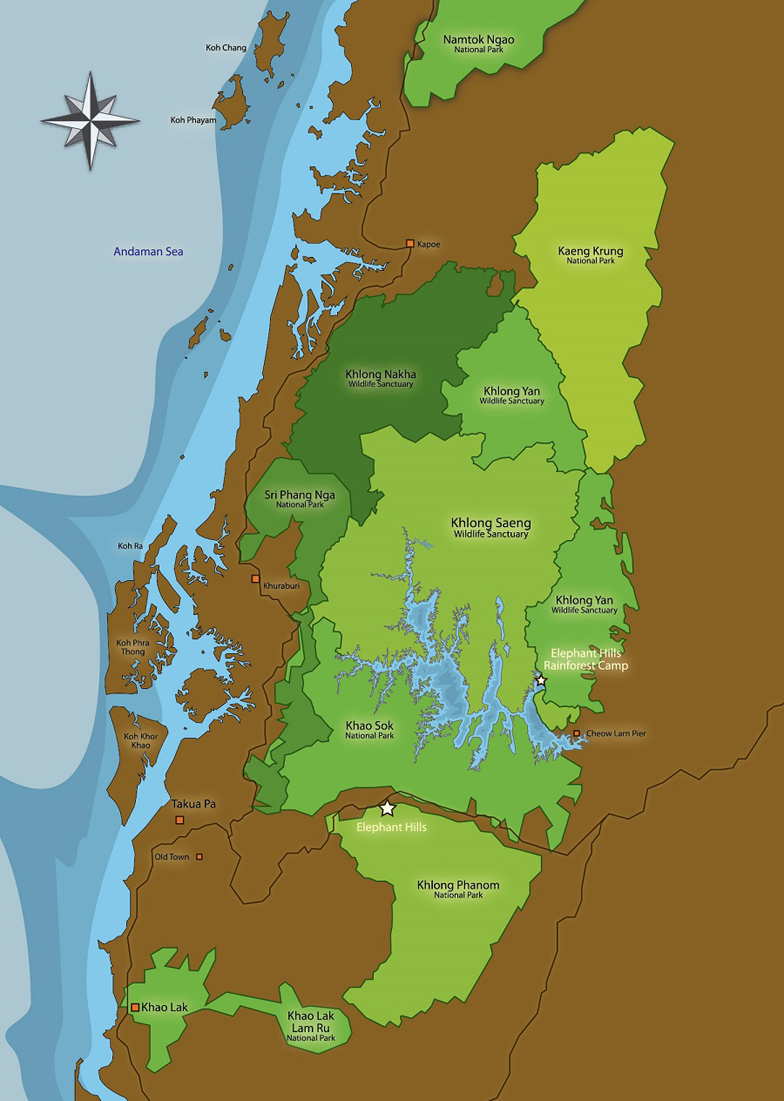 Namtok Ngao
National Park
Koh Chang
Koh Phayam
Andaman Sea
Kapoe
Kaeng Krung
National Park
Khlong Nakha
Wildlife Sanctuary
Khlong Yan
Wildlife Sanctuary
Sri Phang Nga
National Park
Khlong Saeng
Wildlife Sanctuary
Koh Ra
Khuraburi
Khlong Yan
Wildlife Sanctuary
Koh Phra
Thong
Elephant Hills
Rainforest Camp
Koh Khor
Khao
Khao Sok
National Park
Cheow Larn Pier
Takua Pa
Elephant Hills
Old Town
Khlong Phanom
National Park
Khao Lak
Khao Lak
Lam Ru
National Park